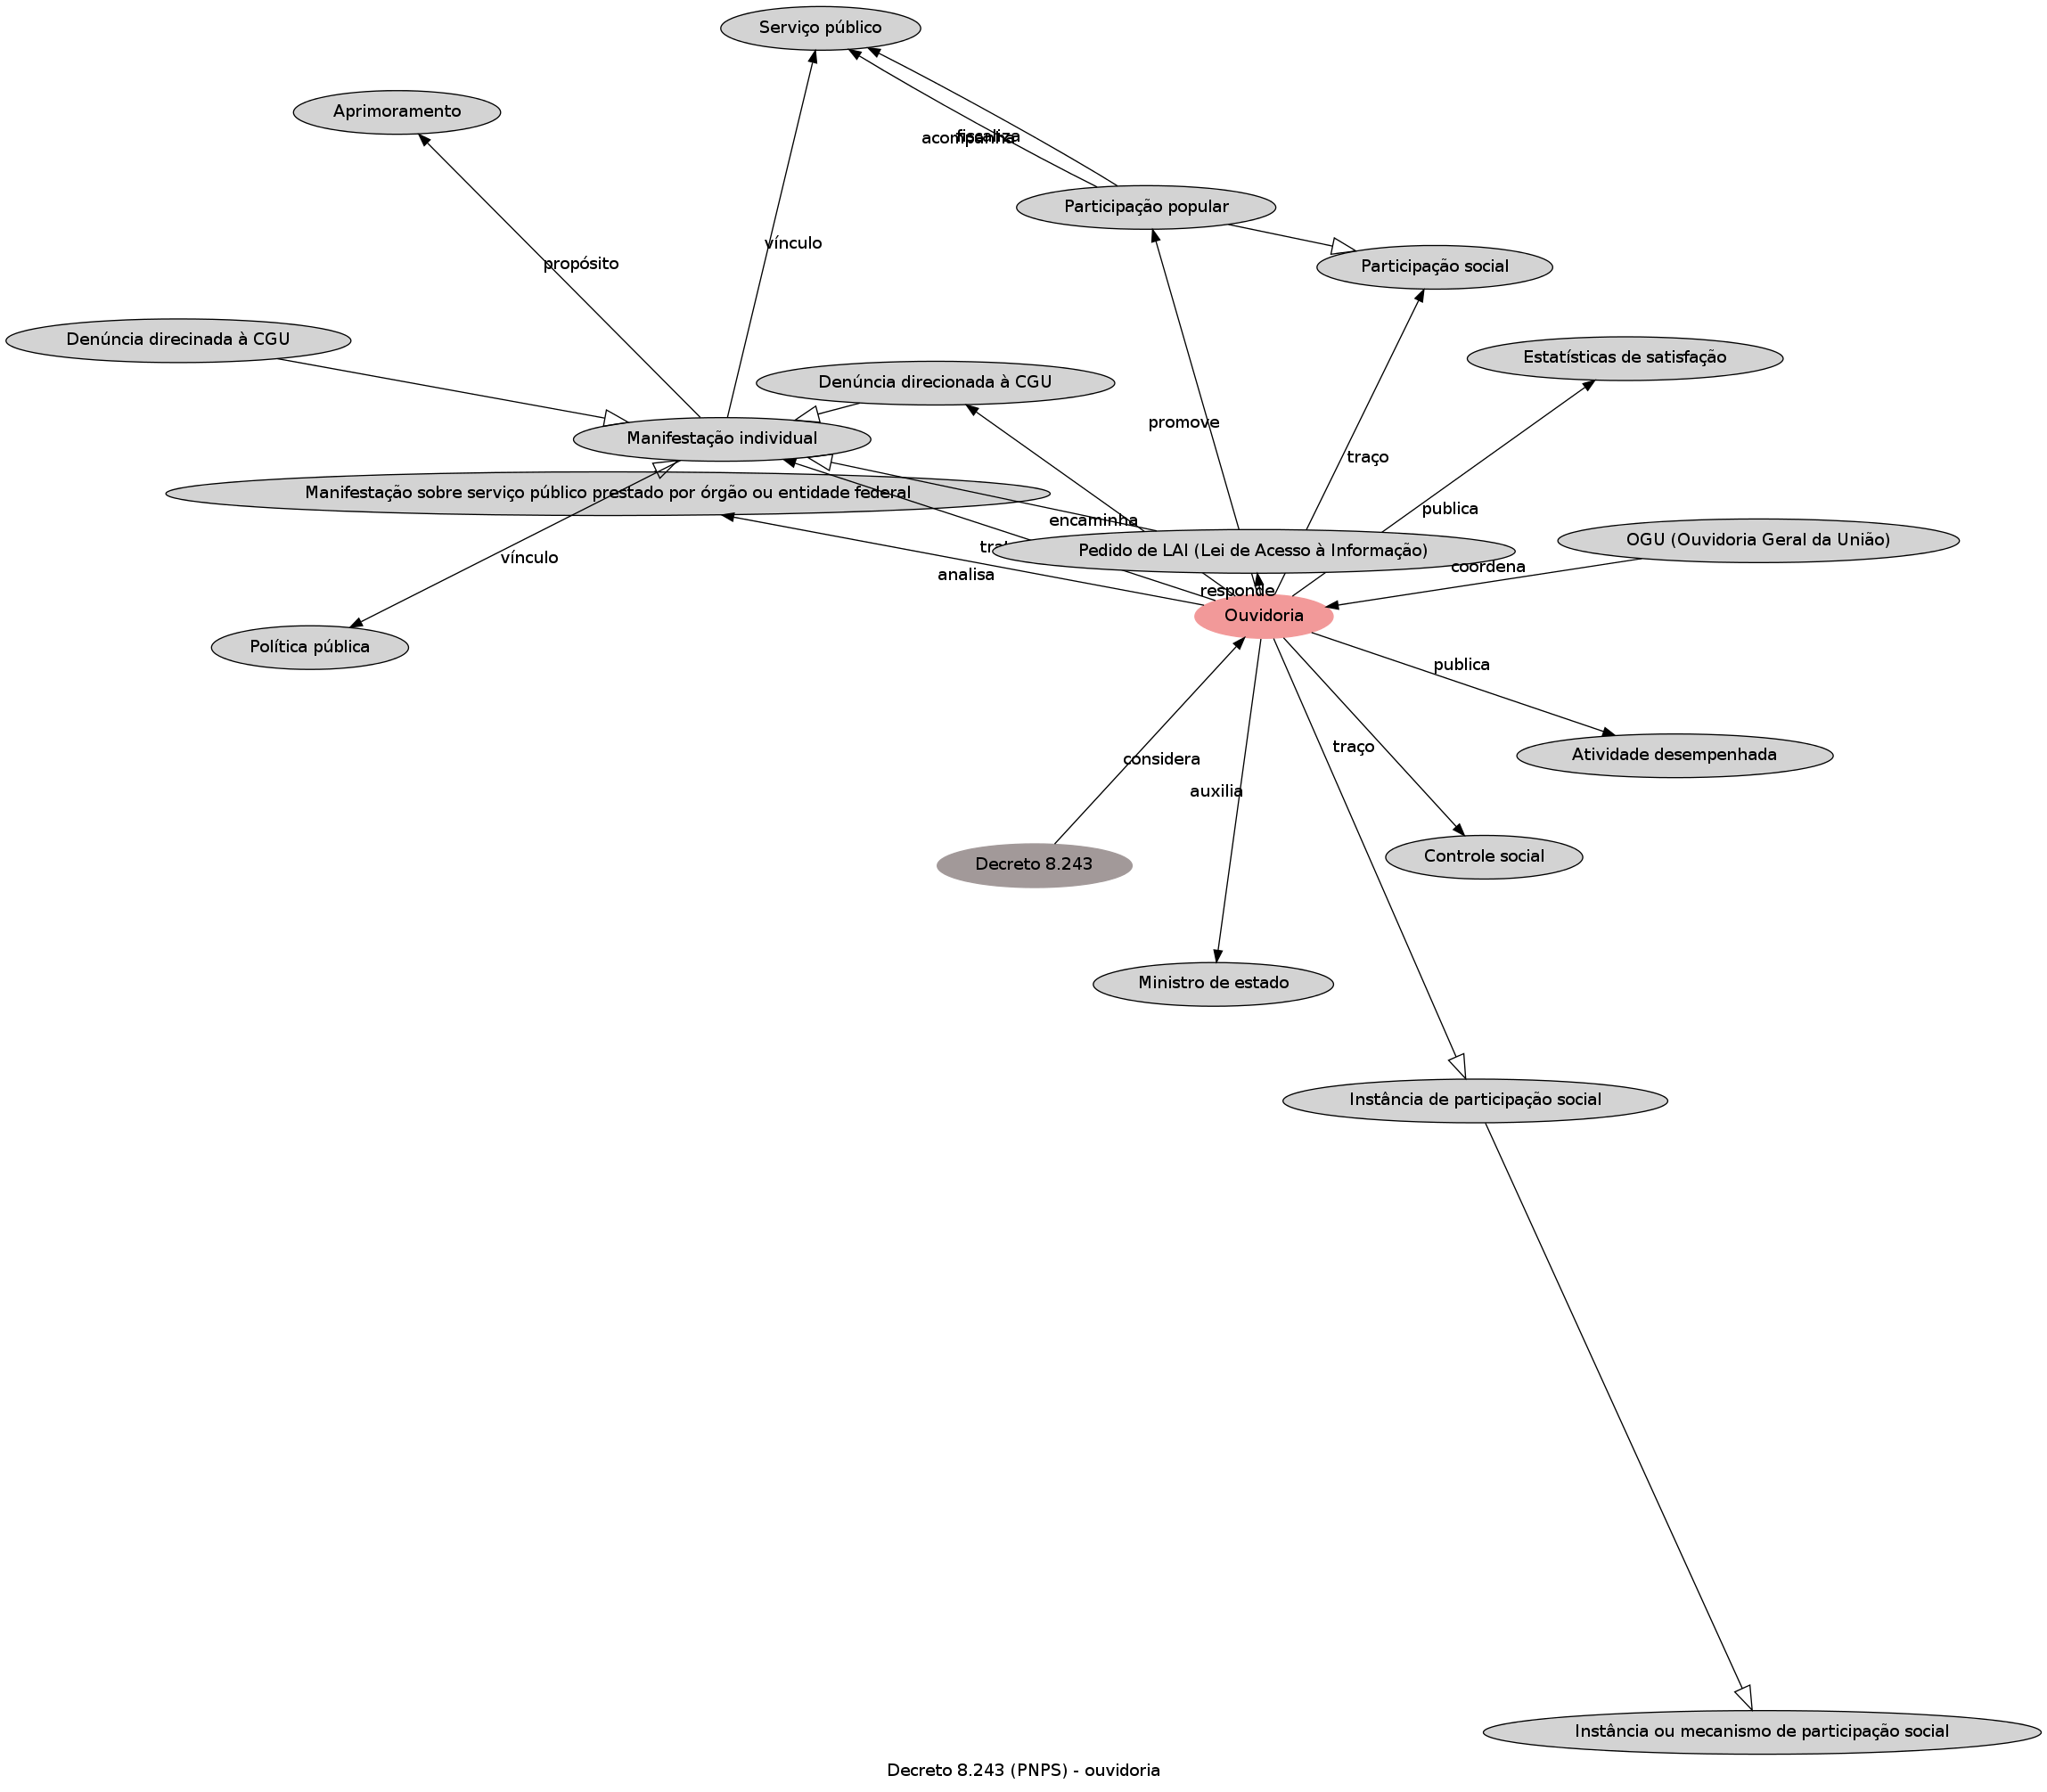 Serviço público
Aprimoramento
acompanha
fiscaliza
Participação popular
vínculo
propósito
Participação social
Denúncia direcinada à CGU
Estatísticas de satisfação
Denúncia direcionada à CGU
promove
Manifestação individual
traço
Manifestação sobre serviço público prestado por órgão ou entidade federal
publica
encaminha
OGU (Ouvidoria Geral da União)
Pedido de LAI (Lei de Acesso à Informação)
vínculo
coordena
analisa
responde
Ouvidoria
Política pública
publica
traço
Atividade desempenhada
considera
auxilia
Controle social
Decreto 8.243
Ministro de estado
Instância de participação social
Instância ou mecanismo de participação social
Decreto 8.243 (PNPS) - ouvidoria